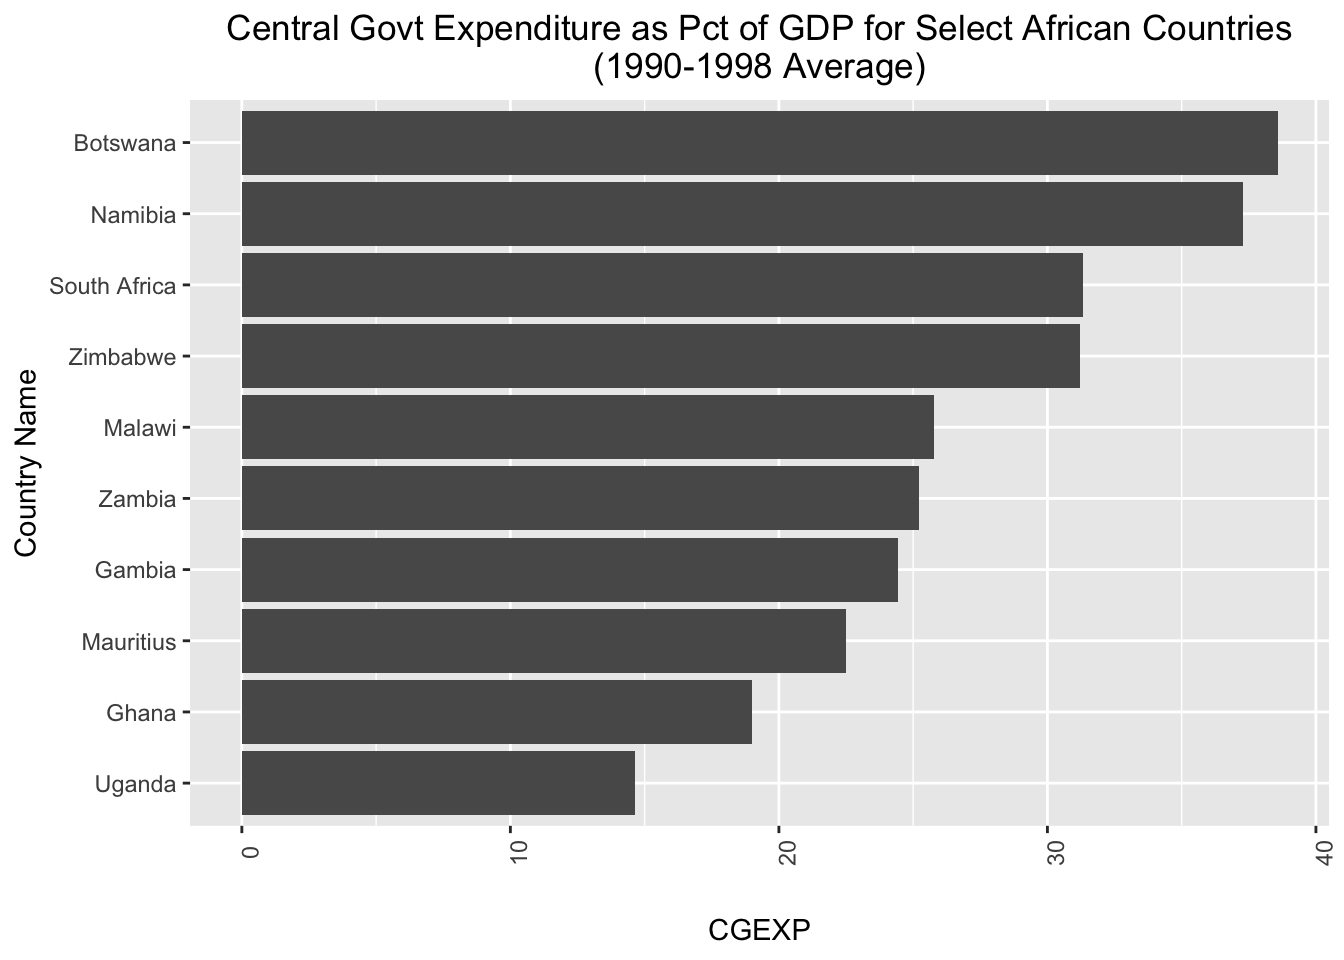 Central Govt Expenditure as Pct of GDP for Select African Countries
(1990-1998 Average)
Country Name
Botswana
Namibia
South Africa
Zimbabwe
Malawi
Zambia
Gambia
Mauritius
Ghana
Uganda
0
10
20
30
40
CGEXP